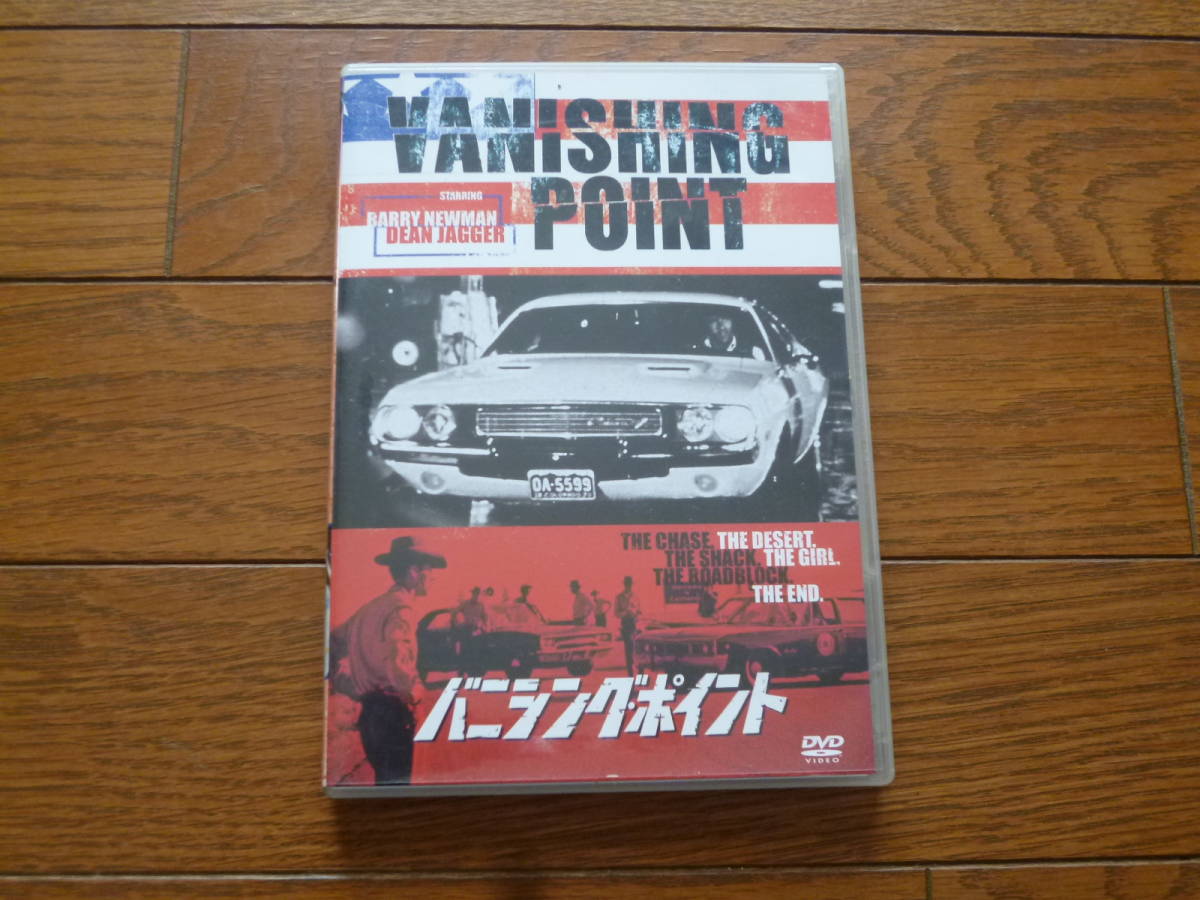 VANISHING
POINT
STARRING
BARRY NEWMAN
DEAN JAGGER
OA-5599
THE CHASE. THE DESERT.
THE SHACK. THE GIRL.
THE ROADBLOCK.
THE END.
バニシング・ポイント
DVD
VIDEO